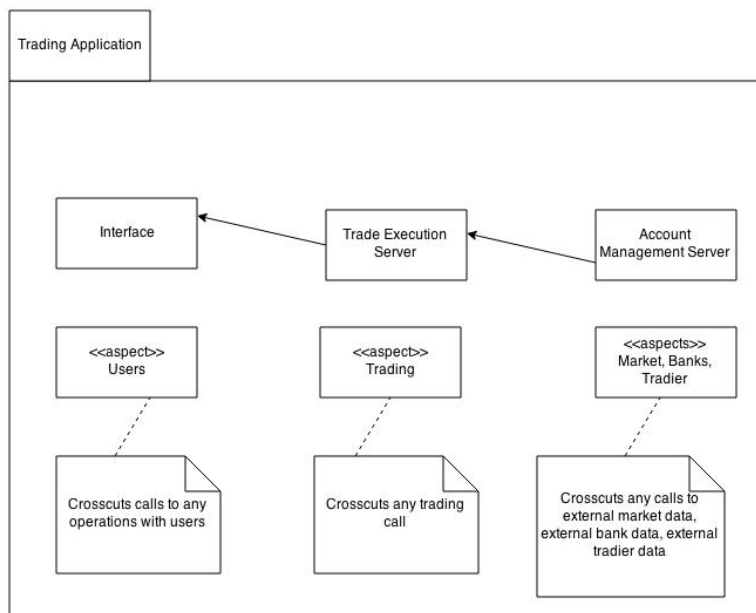 Trading Application
Interface
Trade Execution
Server
Account
Management Server
<<aspect>>
Users
<<aspect>>
Trading
<<aspects>>
Market, Banks,
Tradier
Crosscuts calls to any
operations with users
Crosscuts any trading
call
Crosscuts any calls to
external market data,
external bank data, external
tradier data